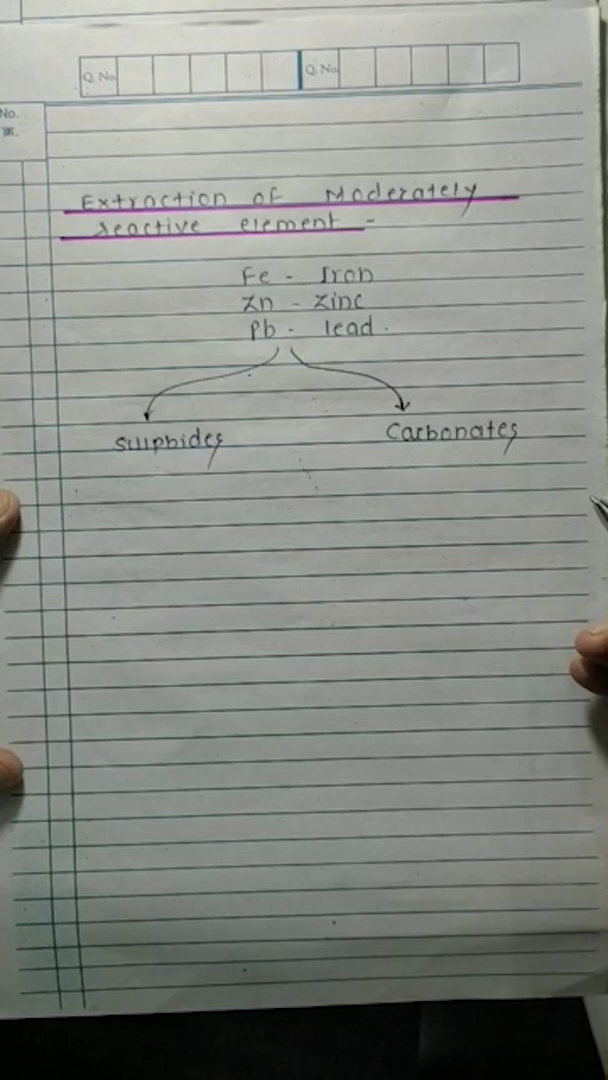 Q. No. Q. No.
No.
Extraction of Moderately
reactive element -
Fe - Iron
Zn - Zinc
Pb - lead.
Sulphides Carbonates